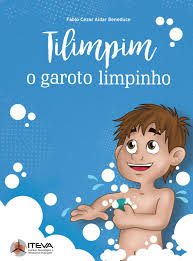 Fábio Cezar Aidar Beneduce
Tilimpim
o garoto limpinho
ITEVA